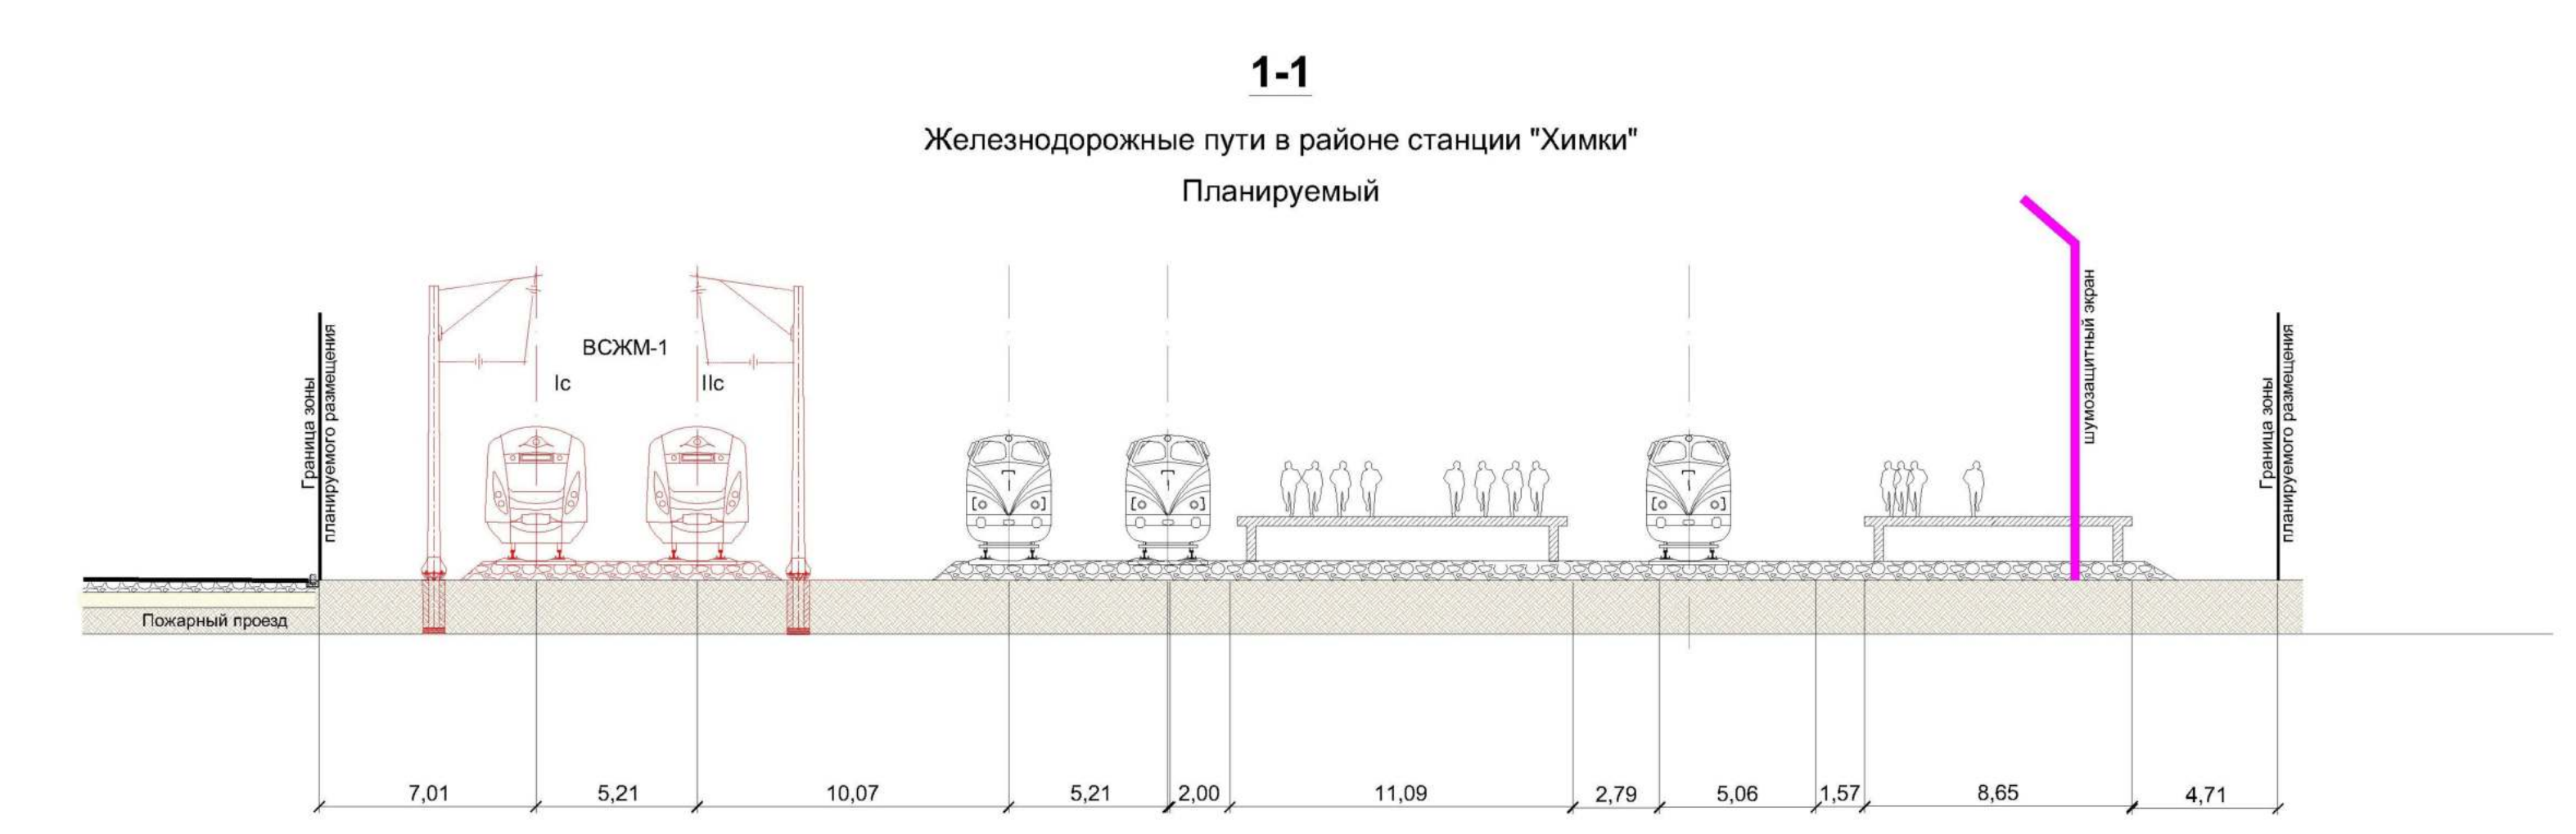 1-1
Железнодорожные пути в районе станции "Химки"
Планируемый
Граница зоны
планируемого размещения
ВСЖМ-1
Iс
IIс
шумозащитный экран
Граница зоны
планируемого размещения
Пожарный проезд
7,01
5,21
10,07
5,21
2,00
11,09
2,79
5,06
1,57
8,65
4,71